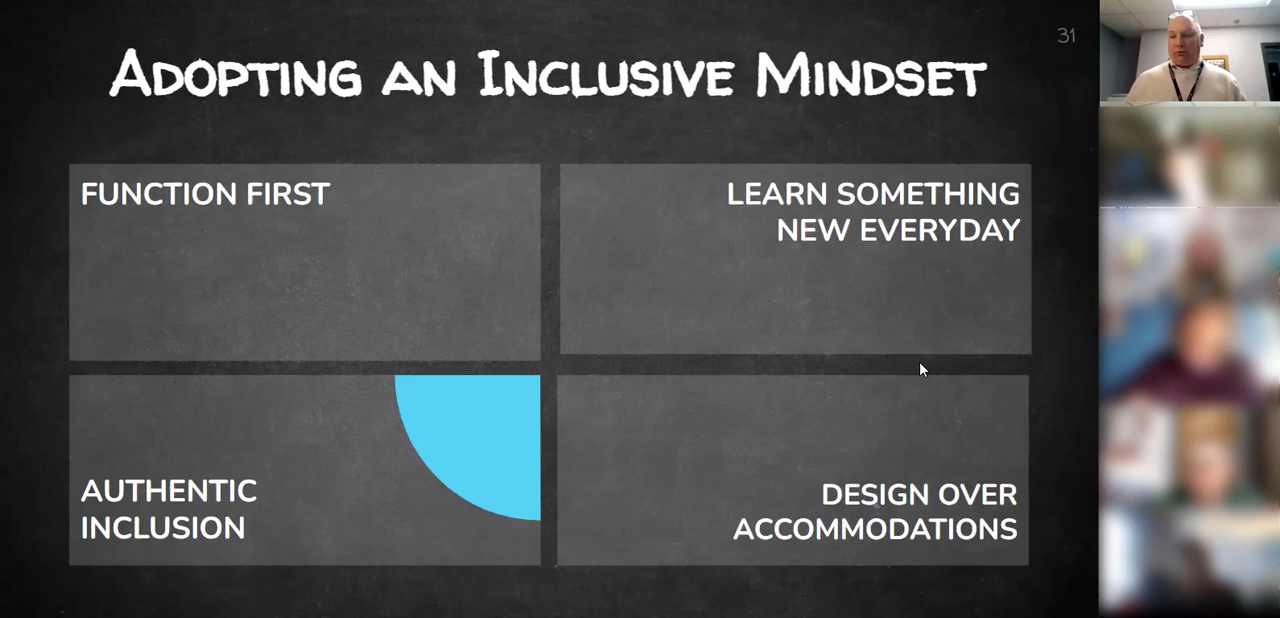 31
Adopting an Inclusive Mindset
FUNCTION FIRST
LEARN SOMETHING
NEW EVERYDAY
AUTHENTIC
INCLUSION
DESIGN OVER
ACCOMMODATIONS